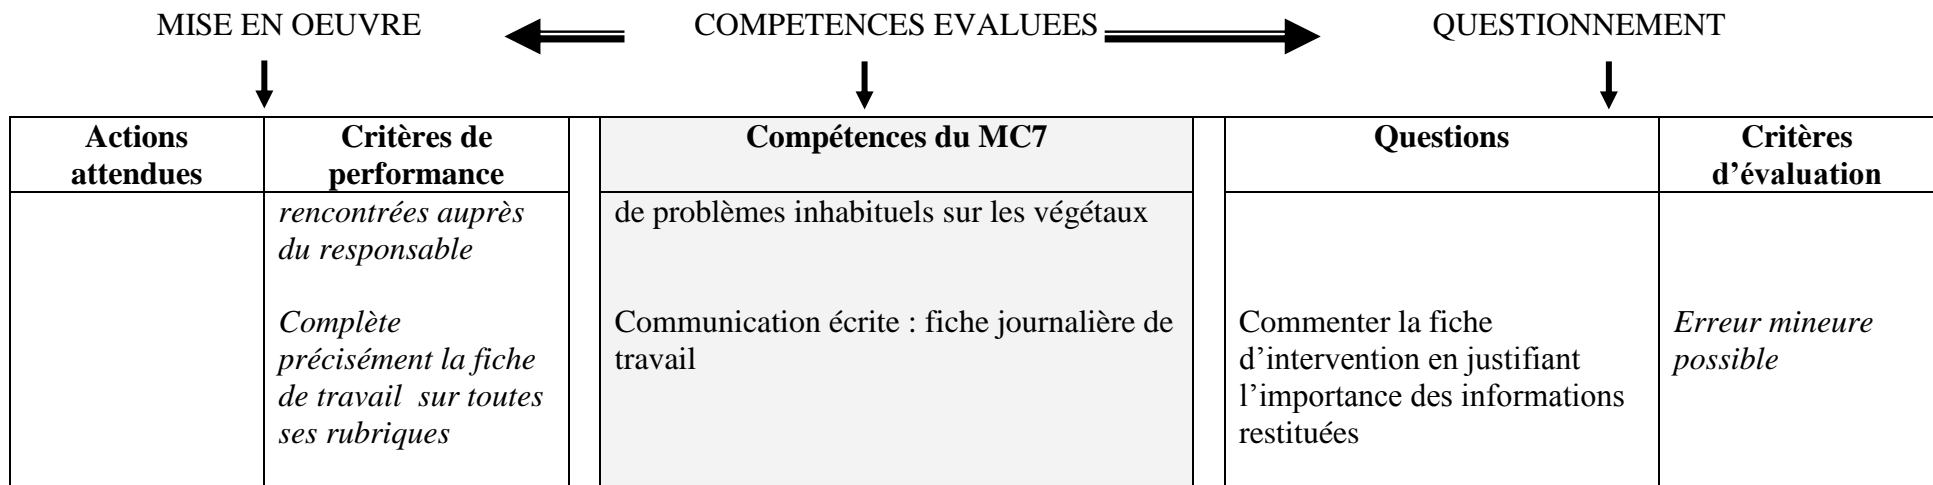 MISE EN OEUVRE
COMPETENCES EVALUEES
QUESTIONNEMENT
Actions
attendues
Critères de
performance
Compétences du MC7
Questions
Critères
d’évaluation
rencontrées auprès
du responsable
Complète
précisément la fiche
de travail sur toutes
ses rubriques
de problèmes inhabituels sur les végétaux
Communication écrite : fiche journalière de
travail
Commenter la fiche
d’intervention en justifiant
l’importance des informations
restituées
Erreur mineure
possible